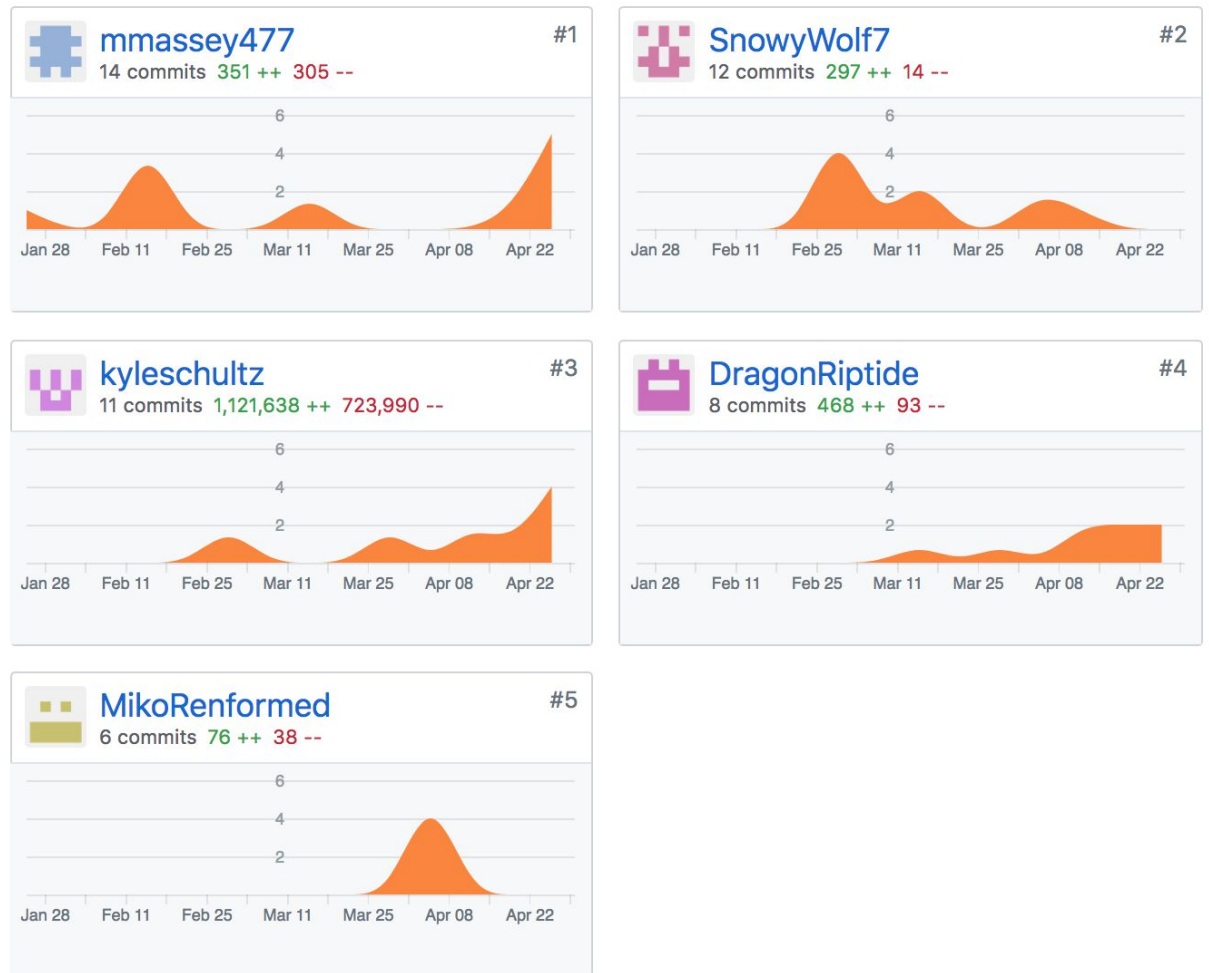 mmassey477 #1
14 commits 351 ++ 305 --
6
4
2
Jan 28 Feb 11 Feb 25 Mar 11 Mar 25 Apr 08 Apr 22
SnowyWolf7 #2
12 commits 297 ++ 14 --
6
4
2
Jan 28 Feb 11 Feb 25 Mar 11 Mar 25 Apr 08 Apr 22
kyleschultz #3
11 commits 1,121,638 ++ 723,990 --
6
4
2
Jan 28 Feb 11 Feb 25 Mar 11 Mar 25 Apr 08 Apr 22
DragonRiptide #4
8 commits 468 ++ 93 --
6
4
2
Jan 28 Feb 11 Feb 25 Mar 11 Mar 25 Apr 08 Apr 22
MikoRenformed #5
6 commits 76 ++ 38 --
6
4
2
Jan 28 Feb 11 Feb 25 Mar 11 Mar 25 Apr 08 Apr 22